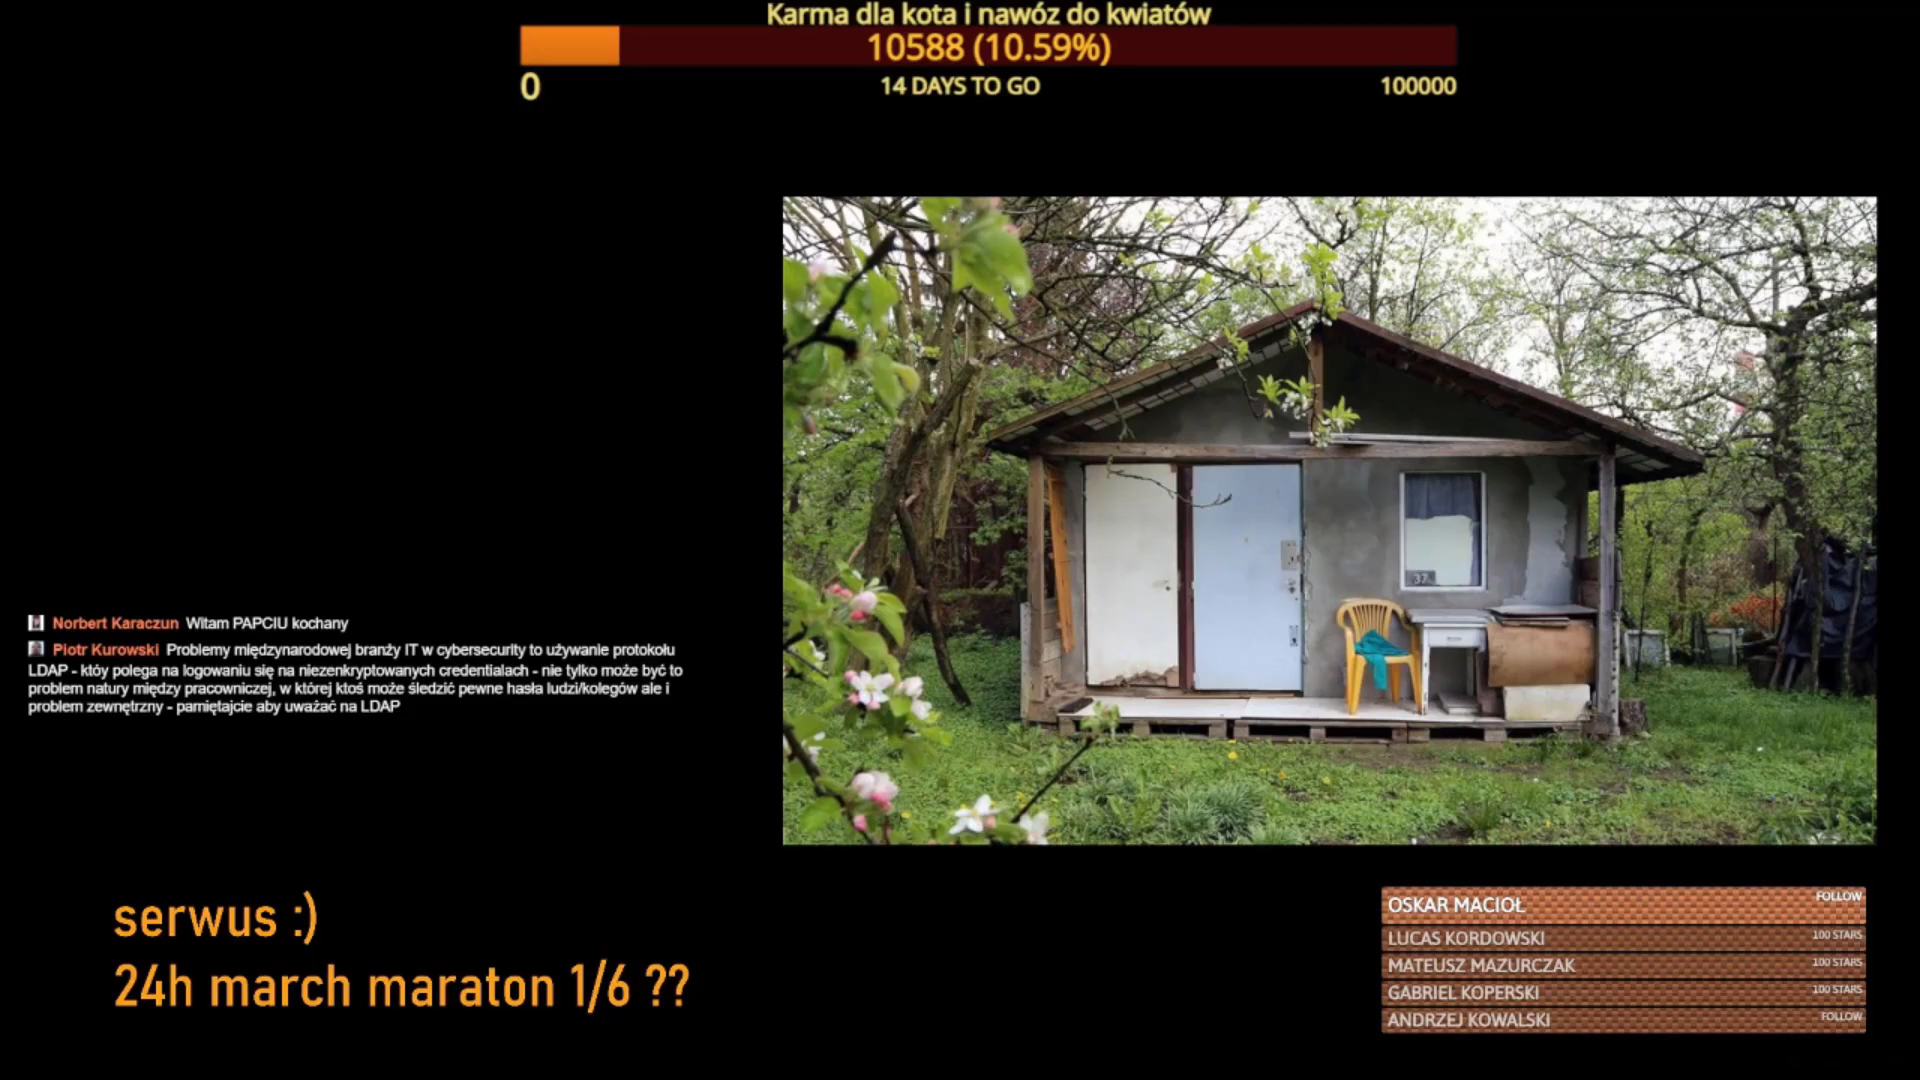 Karma dla kota i nawóz do kwiatów
10588 (10.59%)
0
14 DAYS TO GO
100000
37
Norbert Karaczun Witam PAPCIU kochany
Piotr Kurowski Problemy międzynarodowej branży IT w cybersecurity to używanie protokołu
LDAP - któy polega na logowaniu się na niezenkryptowanych credentialach - nie tylko może być to
problem natury między pracowniczej, w której ktoś może śledzić pewne hasła ludzi/kolegów ale i
problem zewnętrzny - pamiętajcie aby uważać na LDAP
serwus :)
24h march maraton 1/6 ??
OSKAR MACIOŁ FOLLOW
LUCAS KORDOWSKI 100 STARS
MATEUSZ MAZURCZAK 100 STARS
GABRIEL KOPERSKI 100 STARS
ANDRZEJ KOWALSKI FOLLOW